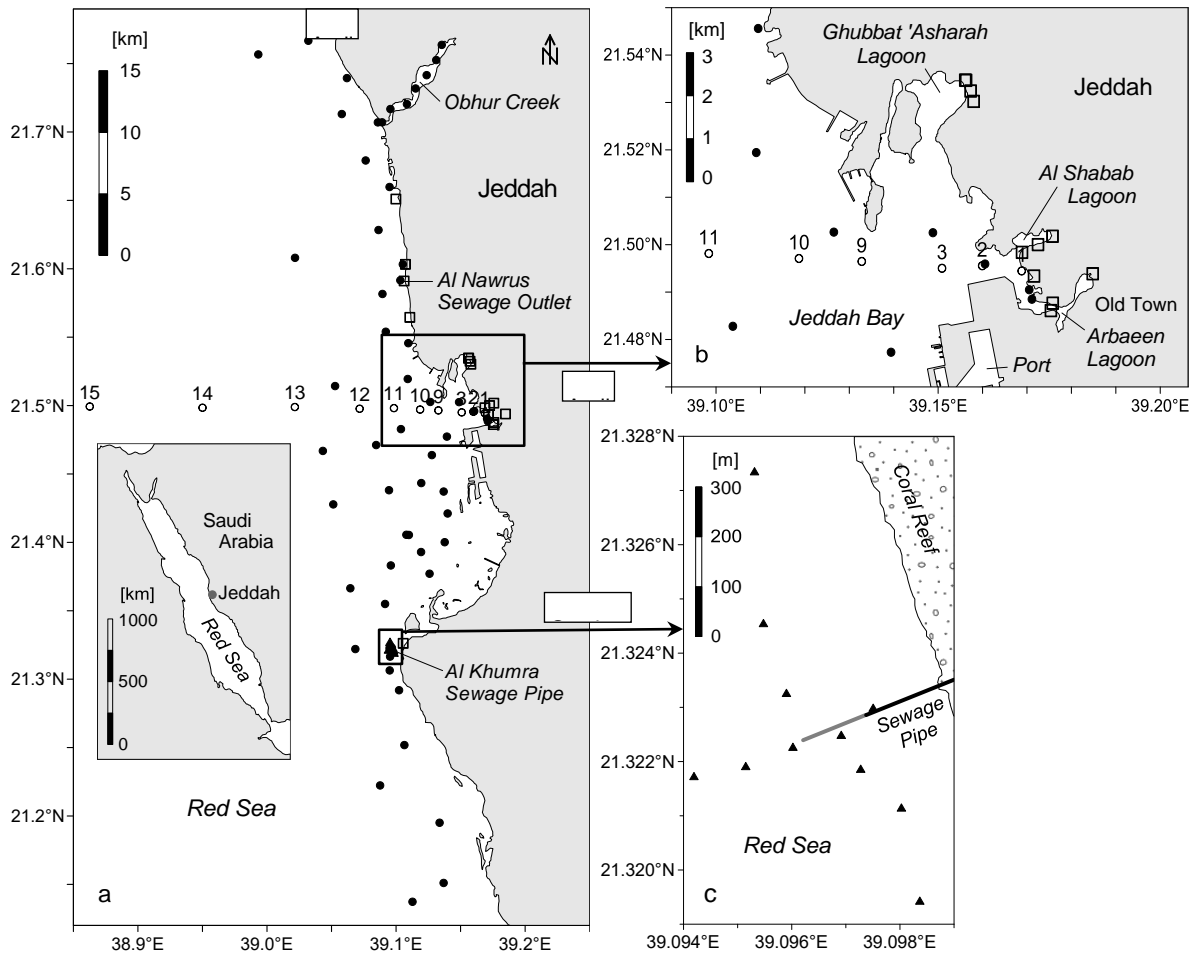 [km]
15
10
5
0
N
Obhur Creek
Jeddah
Al Nawrus
Sewage Outlet
15
14
13
12
11
10
9
3
2
1
21.7°N
21.6°N
21.5°N
21.4°N
21.3°N
21.2°N
Saudi
Arabia
Jeddah
Red Sea
[km]
1000
500
0
Al Khumra
Sewage Pipe
Red Sea
a
38.9°E
39.0°E
39.1°E
39.2°E
[km]
3
2
1
0
Ghubbat 'Asharah
Lagoon
Jeddah
Al Shabab
Lagoon
11
10
9
3
2
1
Old Town
Arbaeen
Lagoon
Jeddah Bay
Port
b
21.54°N
21.52°N
21.50°N
21.48°N
39.10°E
39.15°E
39.20°E
21.328°N
21.326°N
21.324°N
21.322°N
21.320°N
[m]
300
200
100
0
Coral Reef
Sewage
Pipe
Red Sea
c
39.094°E
39.096°E
39.098°E